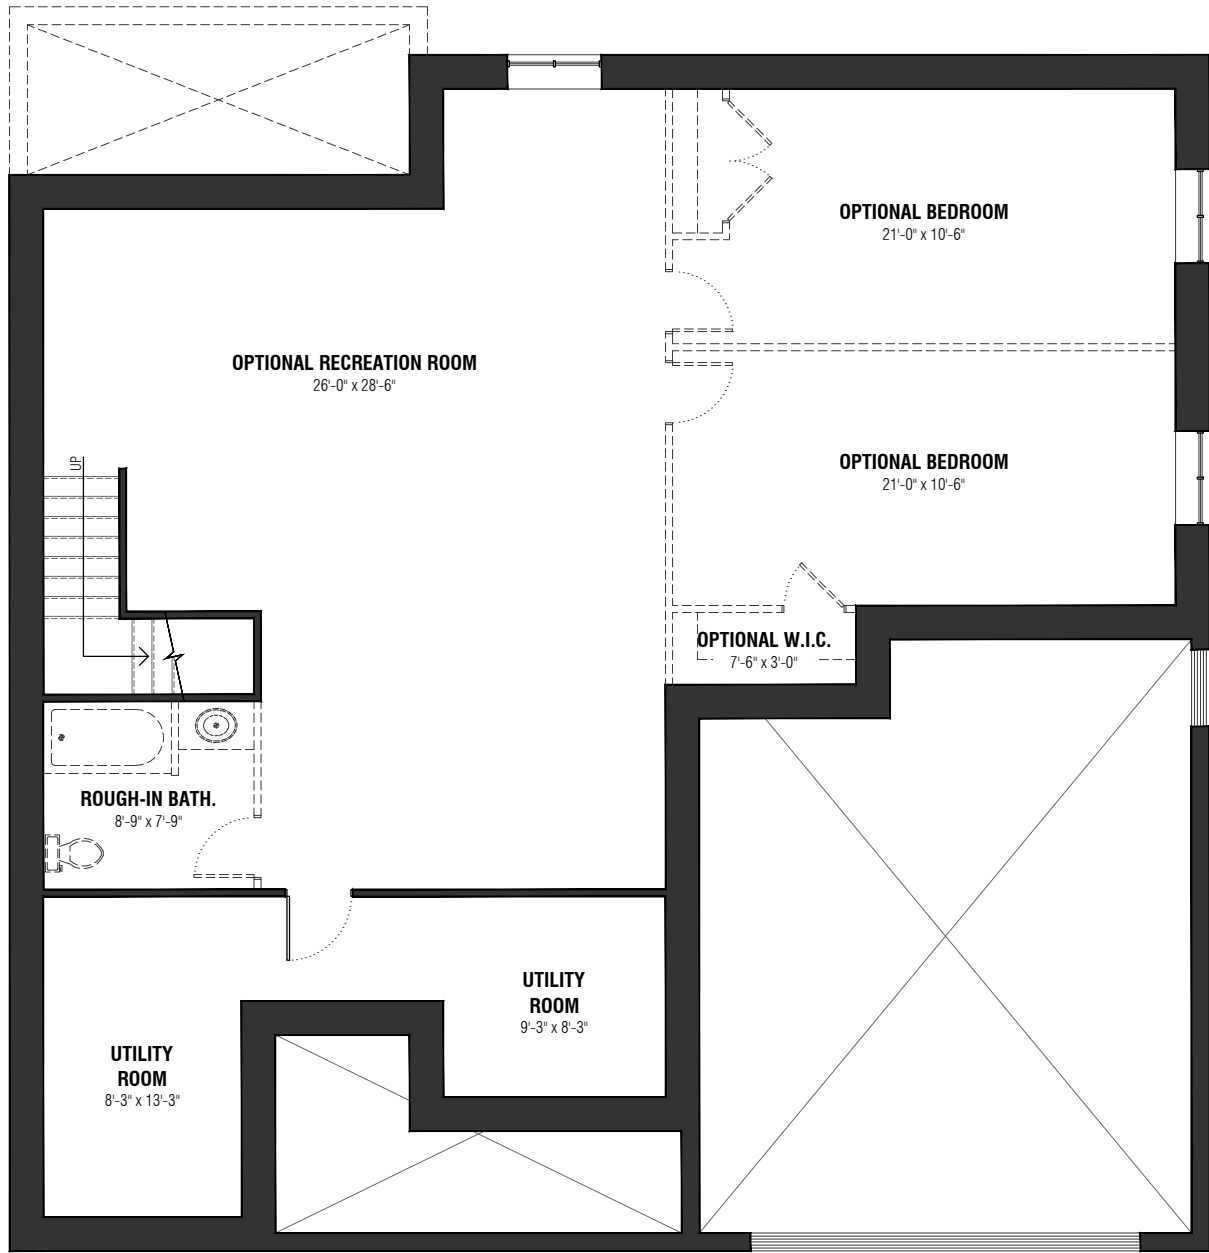 OPTIONAL BEDROOM
21'-0" x 10'-6"
OPTIONAL RECREATION ROOM
26'-0" x 28'-6"
UP
OPTIONAL BEDROOM
21'-0" x 10'-6"
OPTIONAL W.I.C.
7'-6" x 3'-0"
ROUGH-IN BATH.
8'-9" x 7'-9"
UTILITY
ROOM
9'-3" x 8'-3"
UTILITY
ROOM
8'-3" x 13'-3"